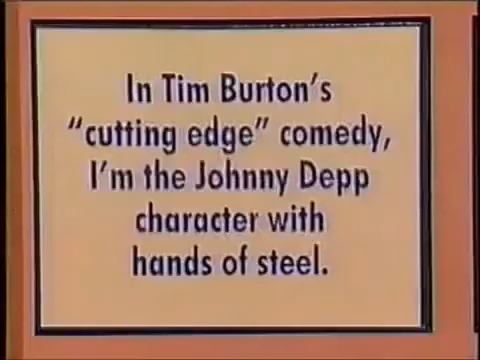 In Tim Burton's
"cutting edge" comedy,
I'm the Johnny Depp
character with
hands of steel.